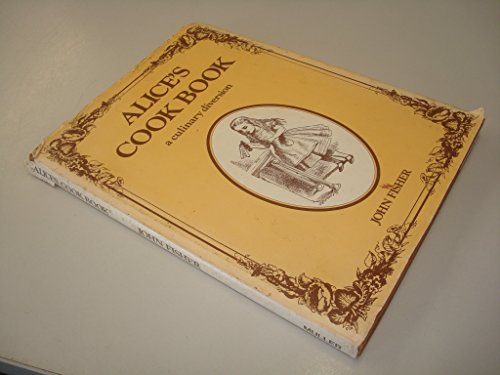 ALICE'S
COOK BOOK
a culinary diversion
JOHN FISHER
ALICE'S COOK BOOK
JOHN FISHER
MULLER